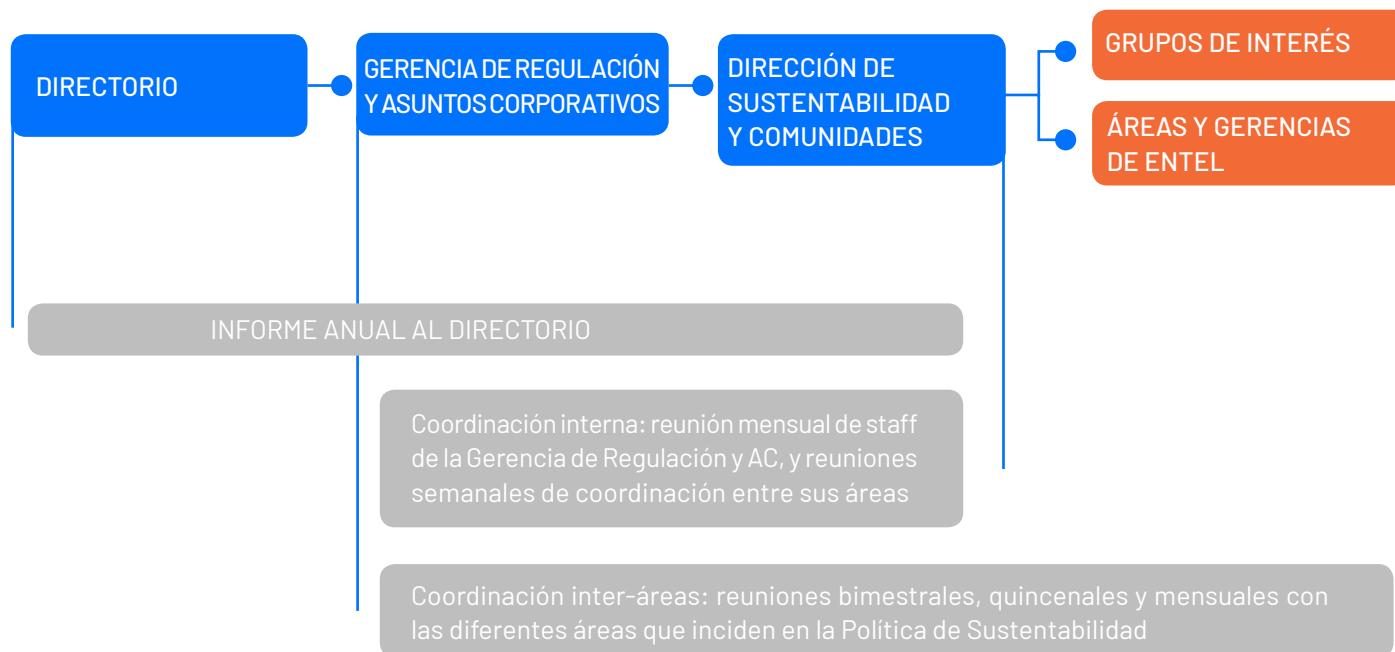 DIRECTORIO
GERENCIA DE REGULACIÓN
Y ASUNTOS CORPORATIVOS
DIRECCIÓN DE
SUSTENTABILIDAD
Y COMUNIDADES
GRUPOS DE INTERÉS
ÁREAS Y GERENCIAS
DE ENTEL
INFORME ANUAL AL DIRECTORIO
Coordinación interna: reunión mensual de staff
de la Gerencia de Regulación y AC, y reuniones
semanales de coordinación entre sus áreas
Coordinación inter-áreas: reuniones bimestrales, quincenales y mensuales con
las diferentes áreas que inciden en la Política de Sustentabilidad